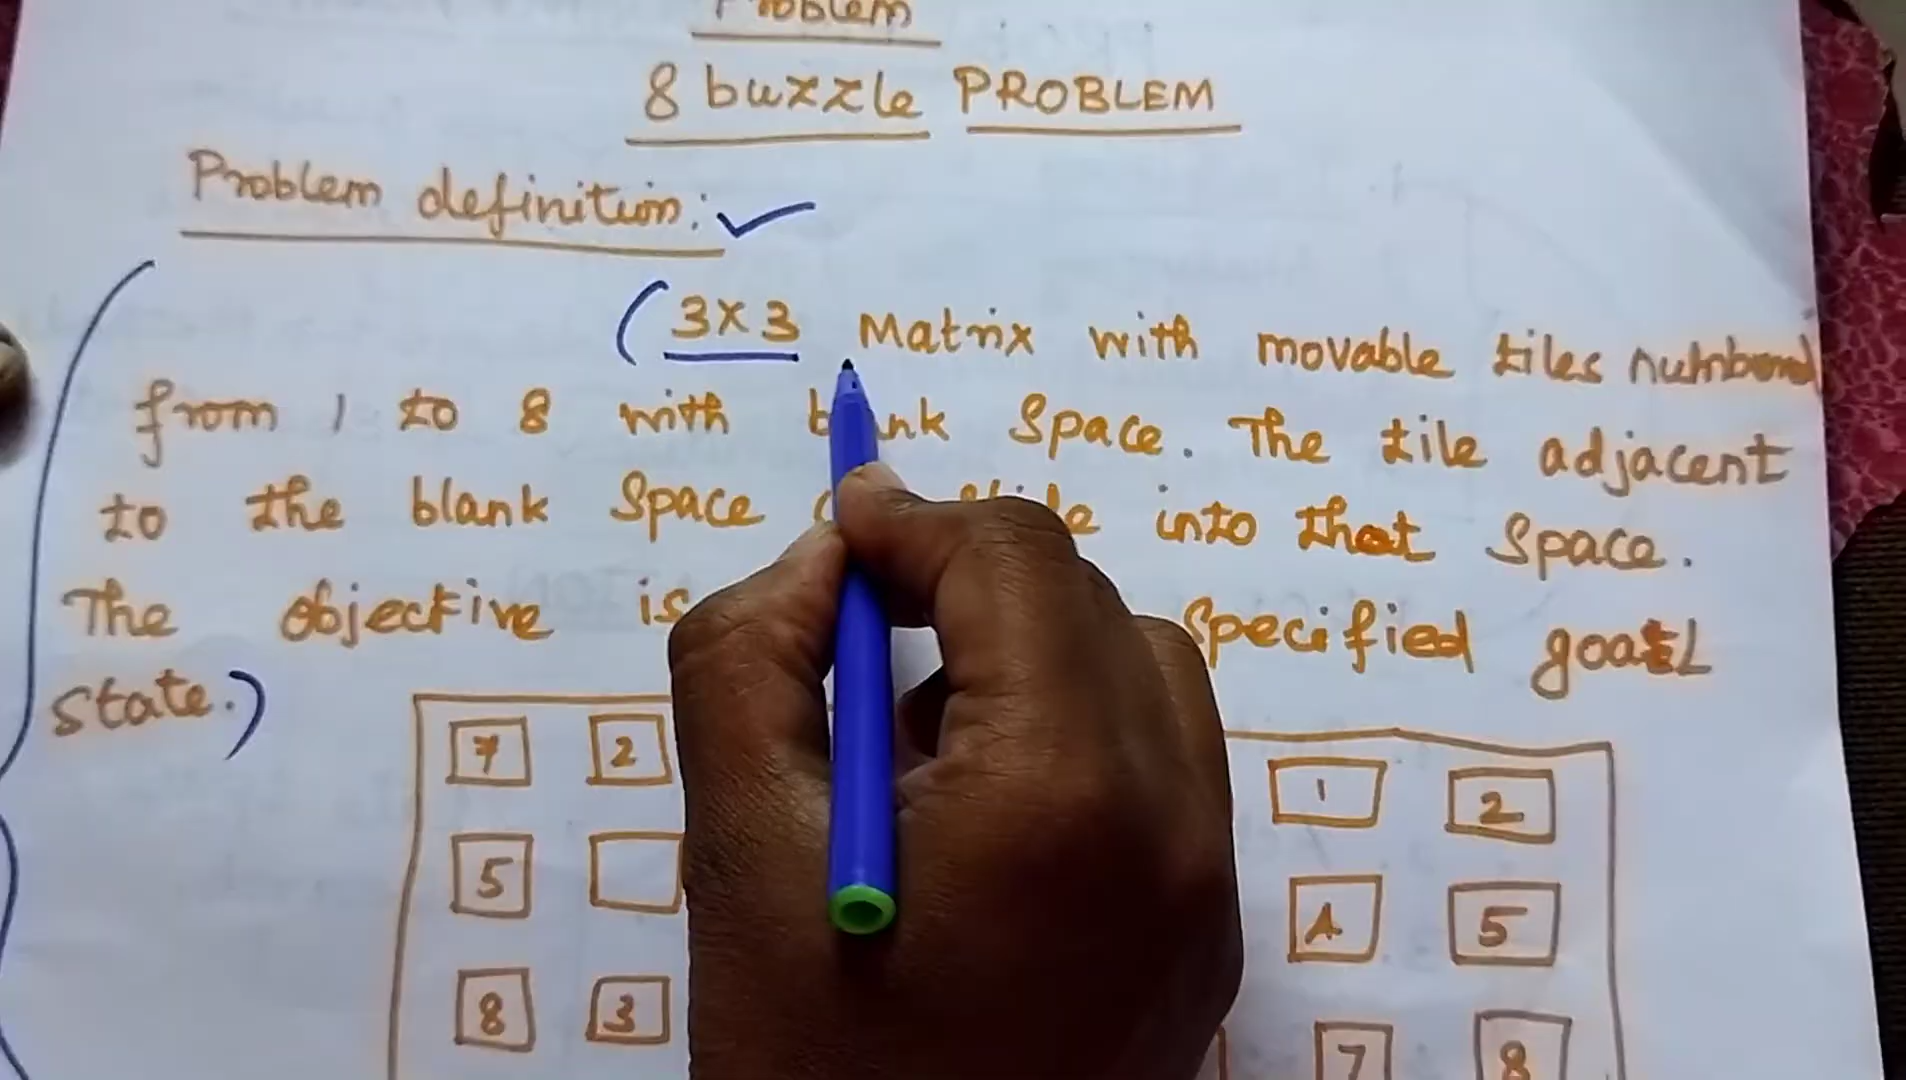 Problem
8 buzzle PROBLEM
Problem definition:
(3x3 Matrix with movable tiles numbered
from 1 to 8 with blank Space. The tile adjacent
to the blank Space into that Space.
The objective is specified goal
state.)
7 2 1 2
5 4 5
8 3 7 8